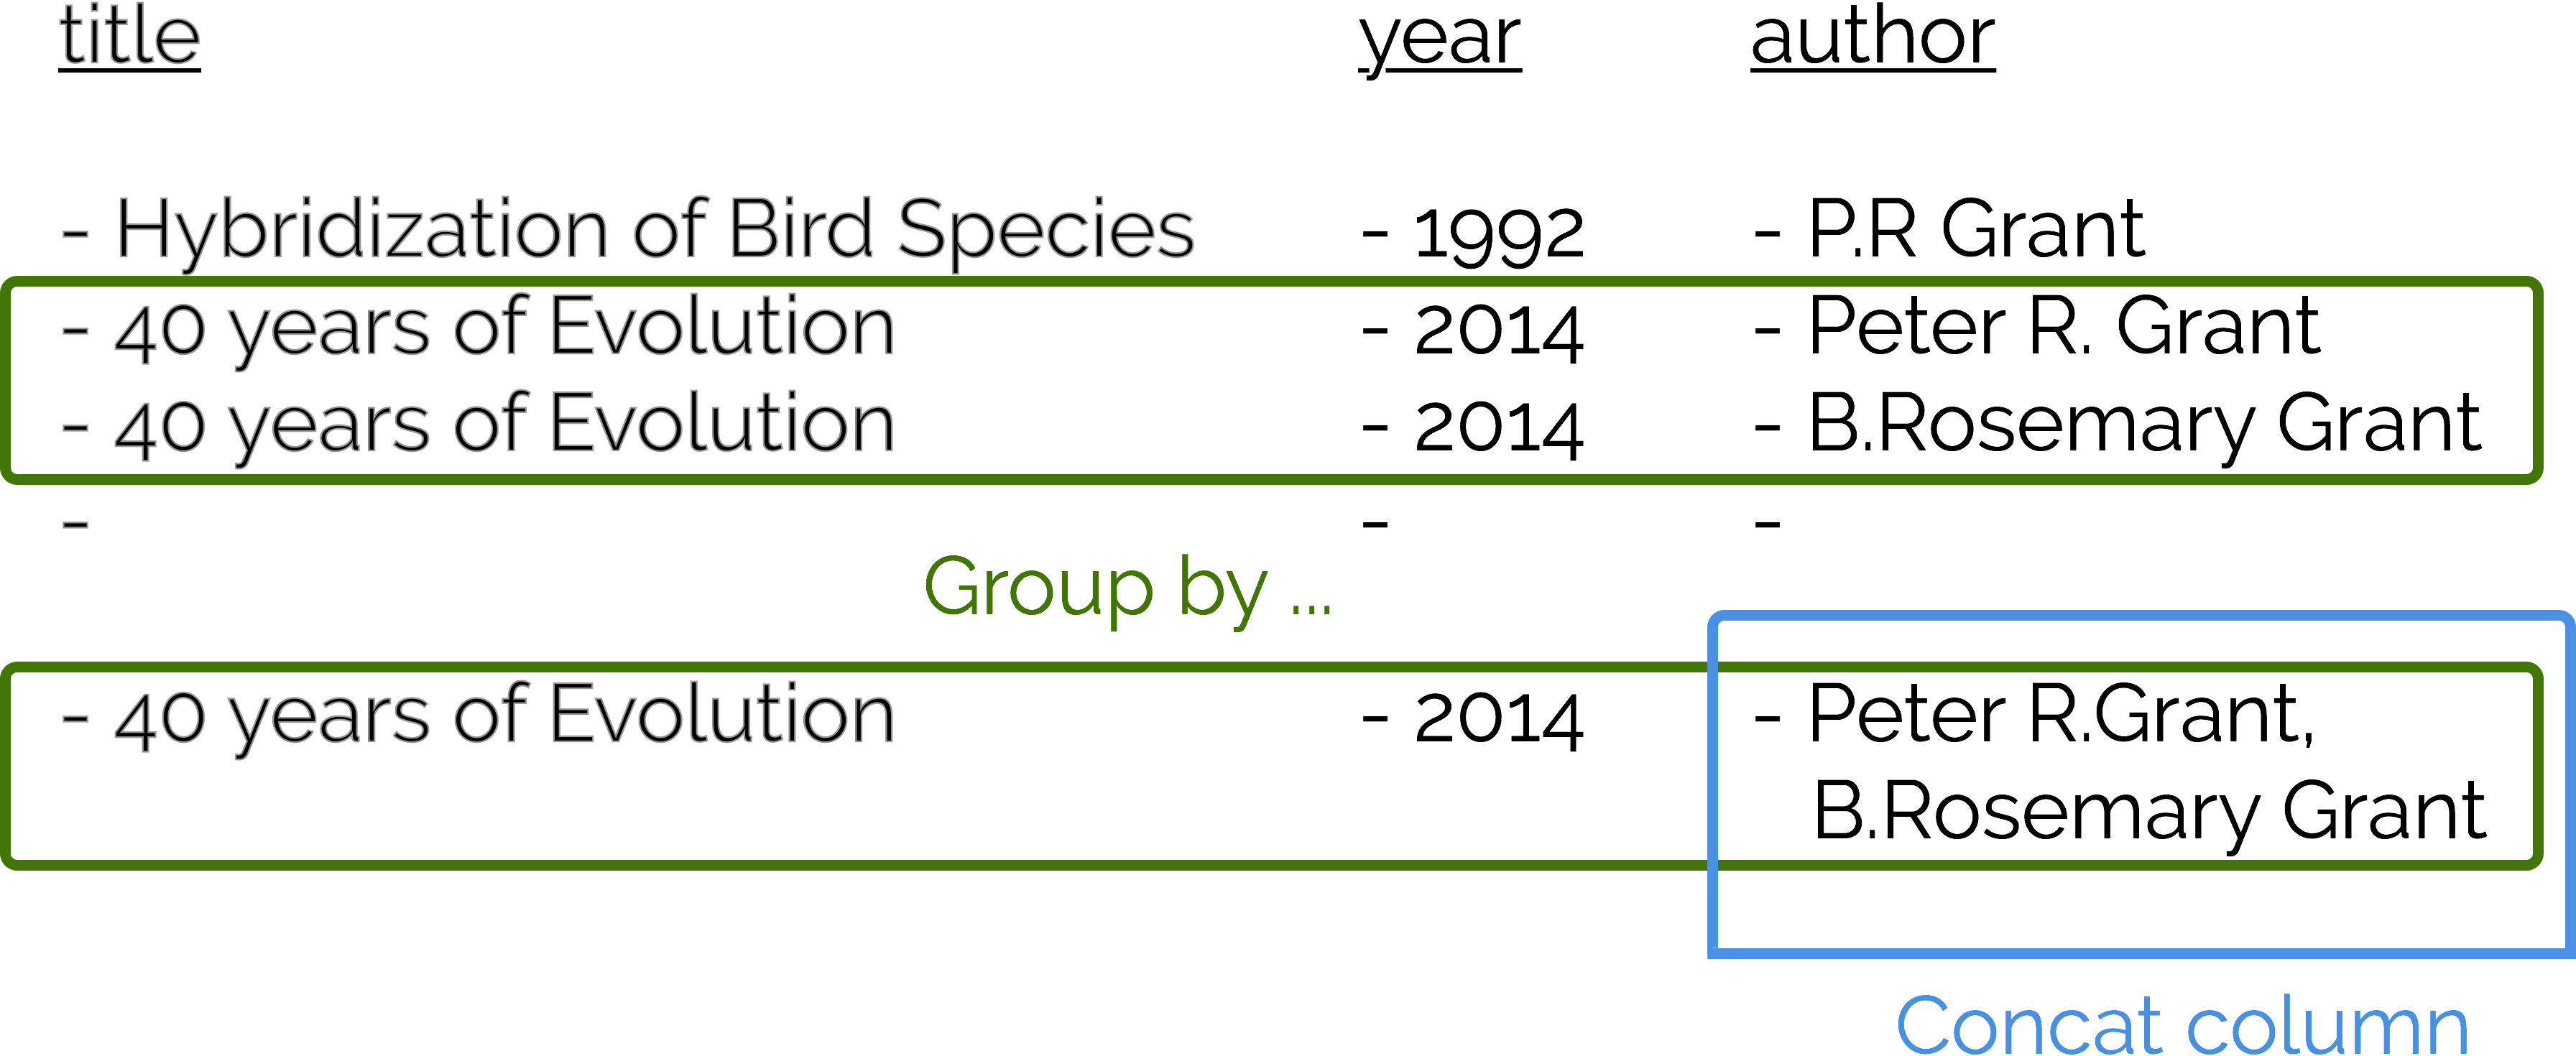 title year author
- Hybridization of Bird Species - 1992 - P.R Grant
- 40 years of Evolution - 2014 - Peter R. Grant
- 40 years of Evolution - 2014 - B.Rosemary Grant
- - -
Group by ...
- 40 years of Evolution - 2014 - Peter R.Grant,
B.Rosemary Grant
Concat column